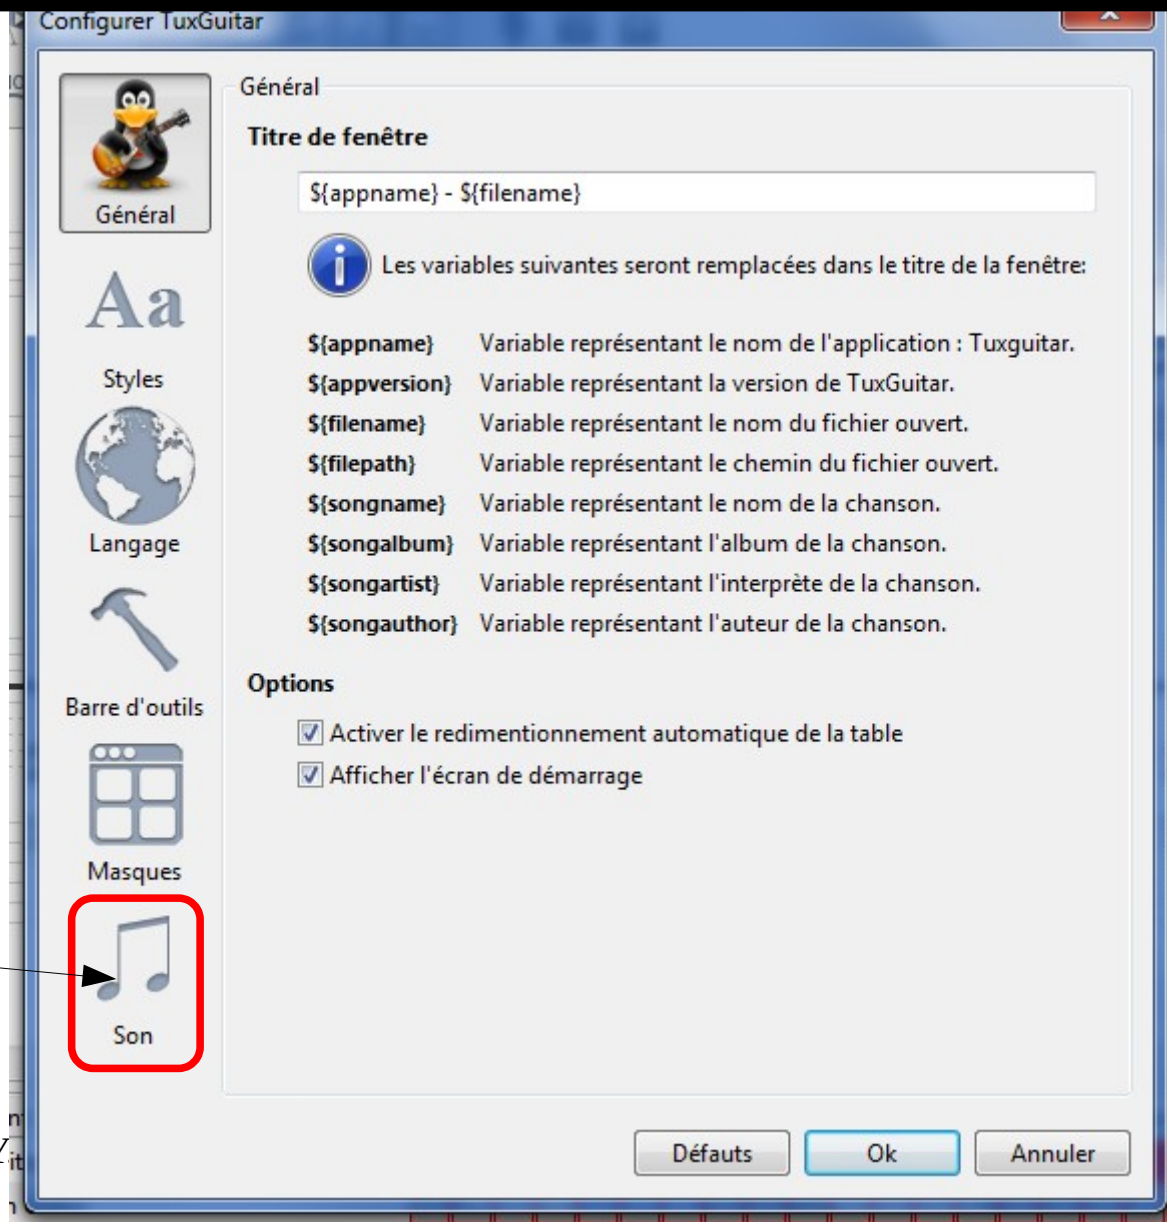 Configurer TuxGuitar
Général
Titre de fenêtre
${appname} - ${filename}
Général
Les variables suivantes seront remplacées dans le titre de la fenêtre:
Aa
${appname} Variable représentant le nom de l'application : Tuxguitar.
Styles
${appversion} Variable représentant la version de TuxGuitar.
${filename} Variable représentant le nom du fichier ouvert.
${filepath} Variable représentant le chemin du fichier ouvert.
${songname} Variable représentant le nom de la chanson.
Langage
${songalbum} Variable représentant l'album de la chanson.
${songartist} Variable représentant l'interprète de la chanson.
${songauthor} Variable représentant l'auteur de la chanson.
Options
Barre d'outils
Activer le redimentionnement automatique de la table
Afficher l'écran de démarrage
Masques
Son
Défauts
Ok
Annuler